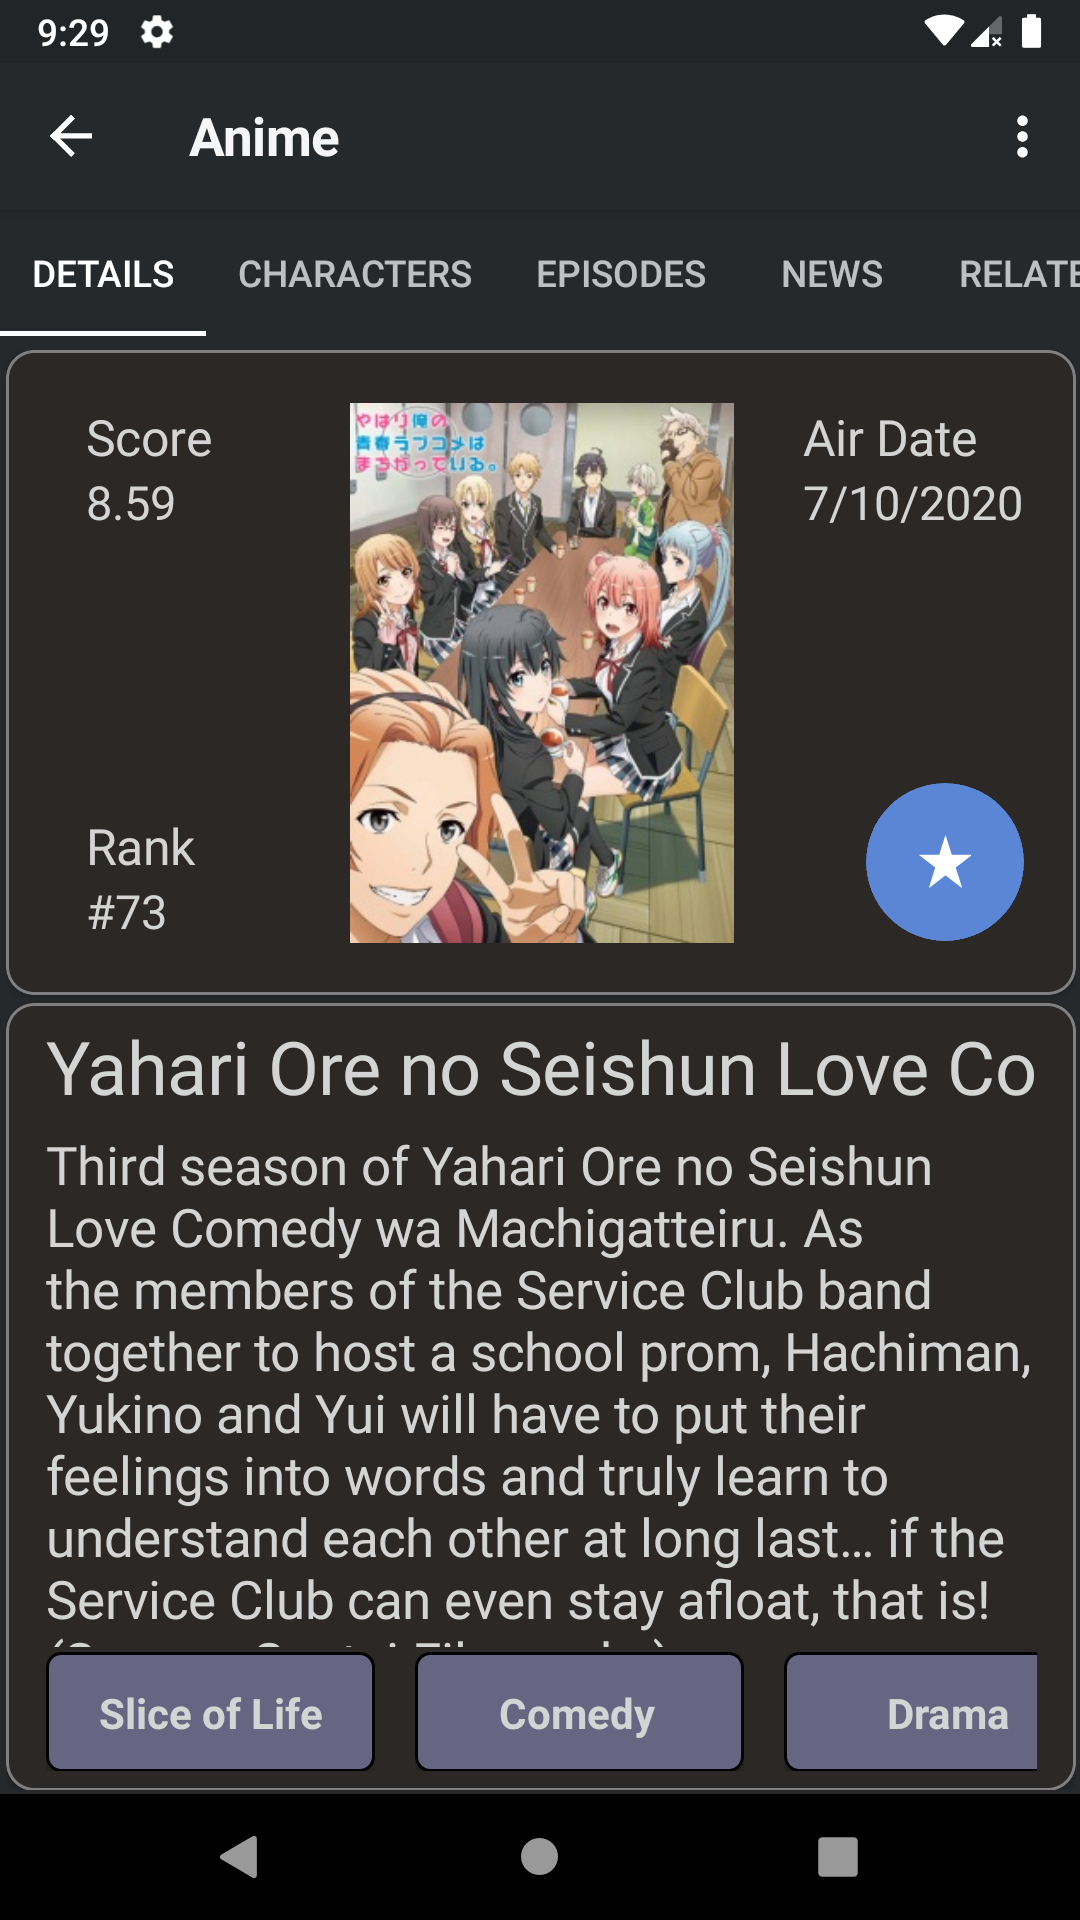 9:29
Anime
DETAILS CHARACTERS EPISODES NEWS RELATE
Score
8.59
やはり俺の
青春ラブコメは
まちがっている。
Air Date
7/10/2020
Rank
#73
Yahari Ore no Seishun Love Co
Third season of Yahari Ore no Seishun
Love Comedy wa Machigatteiru. As
the members of the Service Club band
together to host a school prom, Hachiman,
Yukino and Yui will have to put their
feelings into words and truly learn to
understand each other at long last… if the
Service Club can even stay afloat, that is!
Slice of Life Comedy Drama